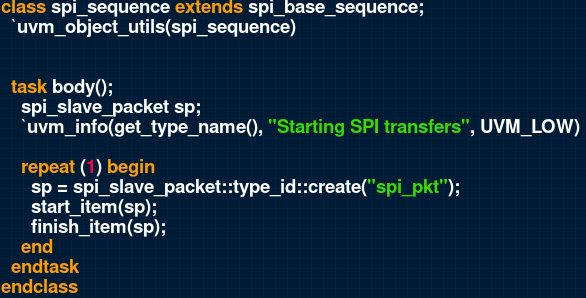 class spi_sequence extends spi_base_sequence;
`uvm_object_utils(spi_sequence)
task body();
spi_slave_packet sp;
`uvm_info(get_type_name(), "Starting SPI transfers", UVM_LOW)
repeat (1) begin
sp = spi_slave_packet::type_id::create("spi_pkt");
start_item(sp);
finish_item(sp);
end
endtask
endclass